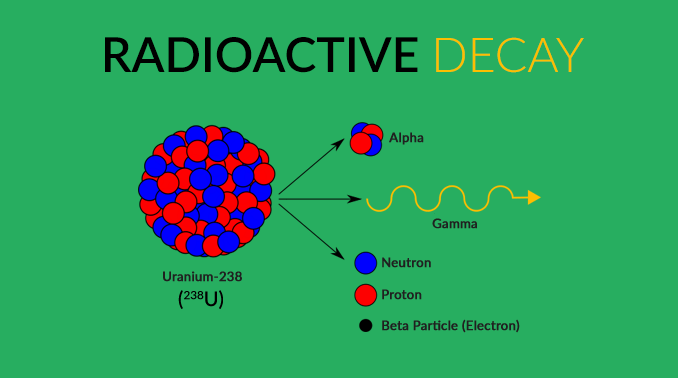 RADIOACTIVE DECAY
Alpha
Gamma
Neutron
Uranium-238
Proton
(²³⁸U)
Beta Particle (Electron)